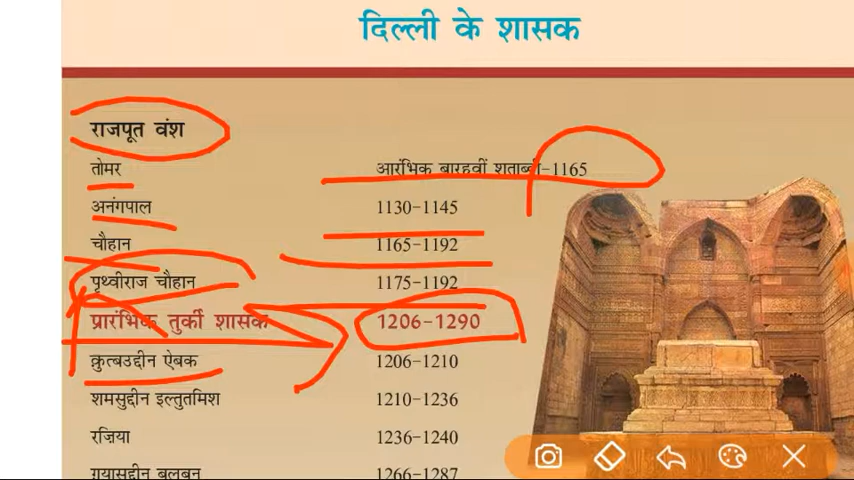 दिल्ली के शासक
राजपूत वंश
तोमर आरंभिक बारहवीं शताब्दी-1165
अनंगपाल 1130-1145
चौहान 1165-1192
पृथ्वीराज चौहान 1175-1192
प्रारंभिक तुर्की शासक 1206-1290
क़ुत्बउद्दीन ऐबक 1206-1210
शमसुद्दीन इल्तुतमिश 1210-1236
रज़िया 1236-1240
ग़यासुद्दीन बलबन 1266-1287